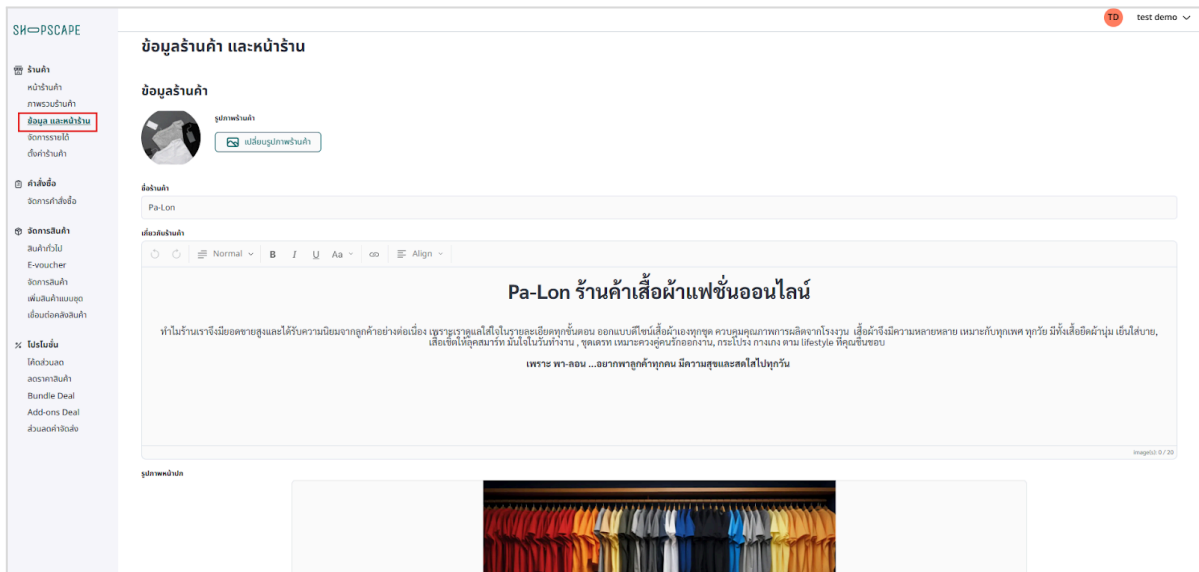 SHOPSCAPE
TD test demo
ร้านค้า
หน้าร้านค้า
ภาพรวมร้านค้า
ข้อมูล และหน้าร้าน
จัดการรายได้
ตั้งค่าร้านค้า
คำสั่งซื้อ
จัดการคำสั่งซื้อ
จัดการสินค้า
สินค้าทั่วไป
E-voucher
จัดการสินค้า
เพิ่มสินค้าแบบชุด
เชื่อมต่อคลังสินค้า
โปรโมชั่น
โค้ดส่วนลด
ลดราคาสินค้า
Bundle Deal
Add-ons Deal
ส่วนลดค่าจัดส่ง
ข้อมูลร้านค้า และหน้าร้าน
ข้อมูลร้านค้า
รูปภาพร้านค้า
เปลี่ยนรูปภาพร้านค้า
ชื่อร้านค้า
Pa-Lon
เกี่ยวกับร้านค้า
Normal B I U Aa Align
Pa-Lon ร้านค้าเสื้อผ้าแฟชั่นออนไลน์
ทำไมร้านเราจึงมียอดขายสูงและได้รับความนิยมจากลูกค้าอย่างต่อเนื่อง เพราะเราดูแลใส่ใจในรายละเอียดทุกขั้นตอน ออกแบบดีไซน์เสื้อผ้าเองทุกชุด ควบคุมคุณภาพการผลิตจากโรงงาน เสื้อผ้าจึงมีความหลายหลาย เหมาะกับทุกเพศ ทุกวัย มีทั้งเสื้อยืดผ้านุ่ม เย็นใส่สบาย,
เสื้อเชิ้ตให้ลุคสมาร์ท มั่นใจในวันทำงาน , ชุดเดรท เหมาะควงคู่คนรักออกงาน, กระโปรง กางเกง ตาม lifestyle ที่คุณชื่นชอบ
เพราะ พา-ลอน ...อยากพาลูกค้าทุกคน มีความสุขและสดใสไปทุกวัน
image(s): 0 / 20
รูปภาพหน้าปก